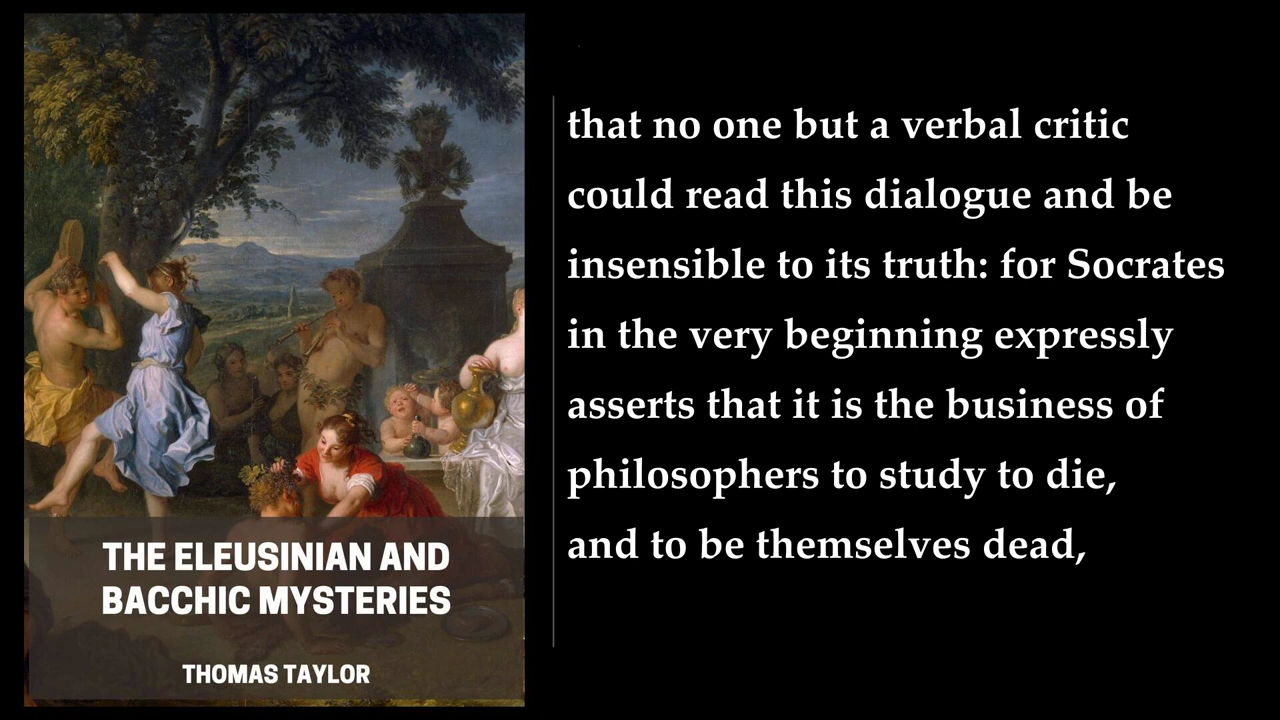 that no one but a verbal critic
could read this dialogue and be
insensible to its truth: for Socrates
in the very beginning expressly
asserts that it is the business of
philosophers to study to die,
and to be themselves dead,
THE ELEUSINIAN AND
BACCHIC MYSTERIES
THOMAS TAYLOR